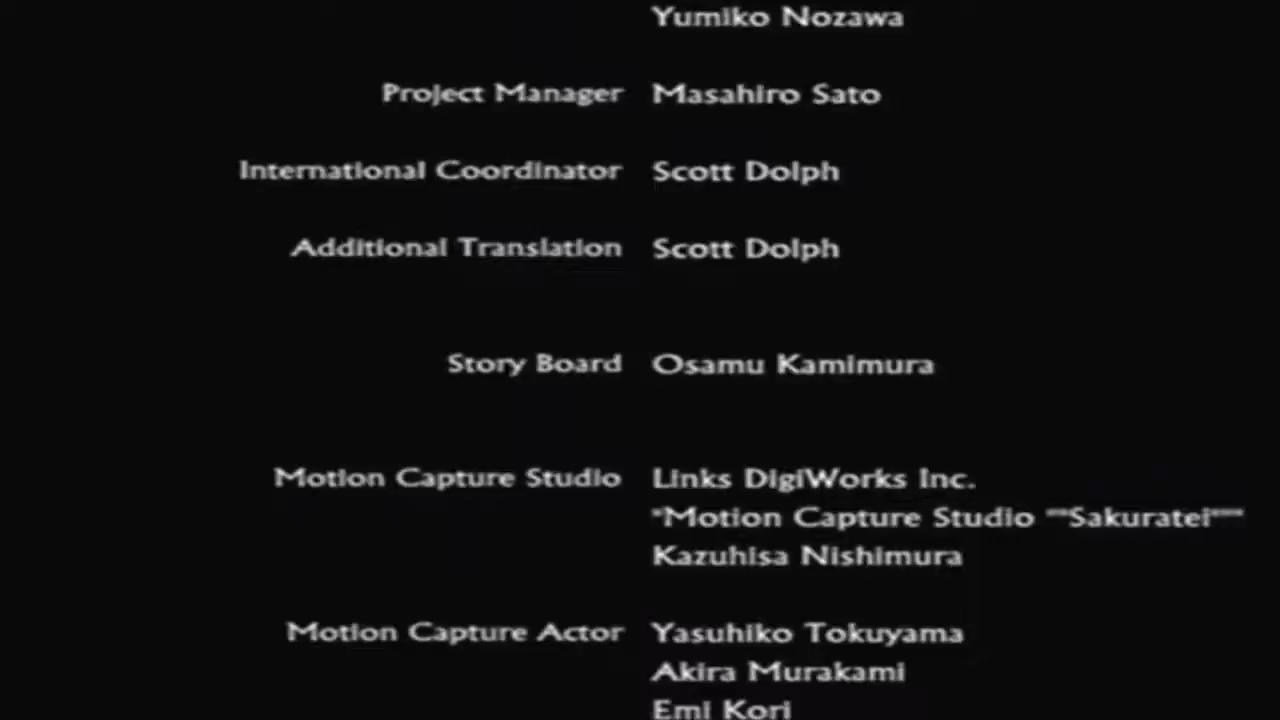 Yumiko Nozawa
Project Manager Masahiro Sato
International Coordinator Scott Dolph
Additional Translation Scott Dolph
Story Board Osamu Kamimura
Motion Capture Studio Links DigiWorks Inc.
"Motion Capture Studio ""Sakuratei"""
Kazuhisa Nishimura
Motion Capture Actor Yasuhiko Tokuyama
Akira Murakami
Emi Kori